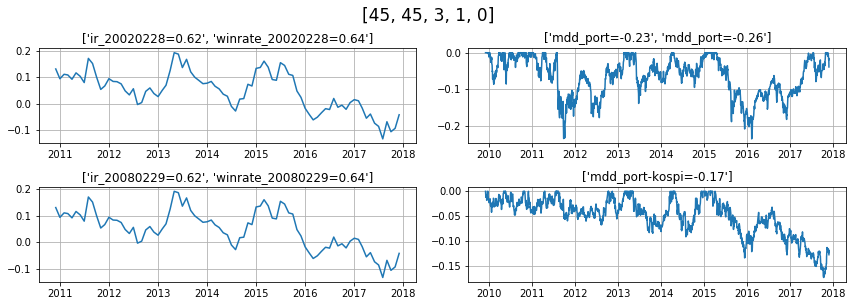 [45, 45, 3, 1, 0]
['ir_20020228=0.62', 'winrate_20020228=0.64']
0.2
0.1
0.0
−0.1
2011 2012 2013 2014 2015 2016 2017 2018
['mdd_port=-0.23', 'mdd_port=-0.26']
0.0
−0.1
−0.2
2010 2011 2012 2013 2014 2015 2016 2017 2018
['ir_20080229=0.62', 'winrate_20080229=0.64']
0.2
0.1
0.0
−0.1
2011 2012 2013 2014 2015 2016 2017 2018
['mdd_port-kospi=-0.17']
0.00
−0.05
−0.10
−0.15
2010 2011 2012 2013 2014 2015 2016 2017 2018